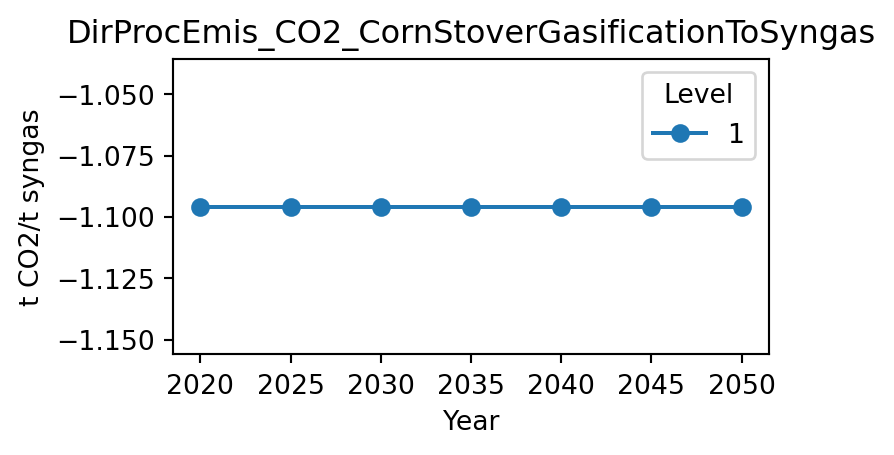 DirProcEmis_CO2_CornStoverGasificationToSyngas
t CO2/t syngas
−1.050
−1.075
−1.100
−1.125
−1.150
Level
1
2020 2025 2030 2035 2040 2045 2050
Year